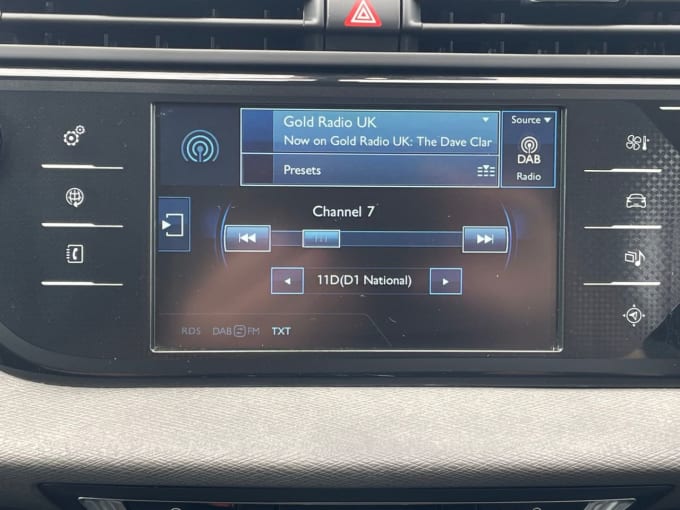 Gold Radio UK
Source
Now on Gold Radio UK: The Dave Clar
DAB
Radio
Presets
Channel 7
11D(D1 National)
RDS DAB FM TXT